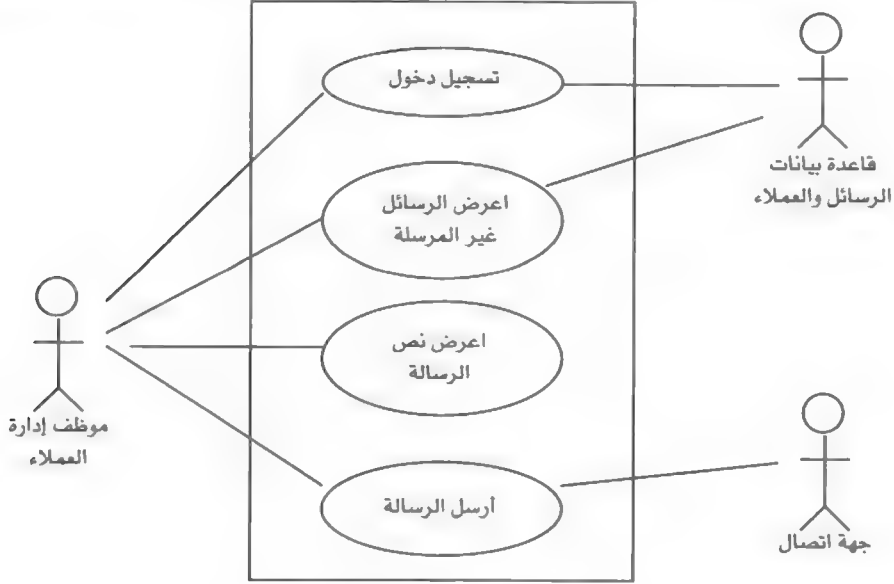 تسجيل دخول
قاعدة بيانات
الرسائل والعملاء
اعرض الرسائل
غير المرسلة
اعرض نص
الرسالة
موظف إدارة
العملاء
أرسل الرسالة
جهة اتصال